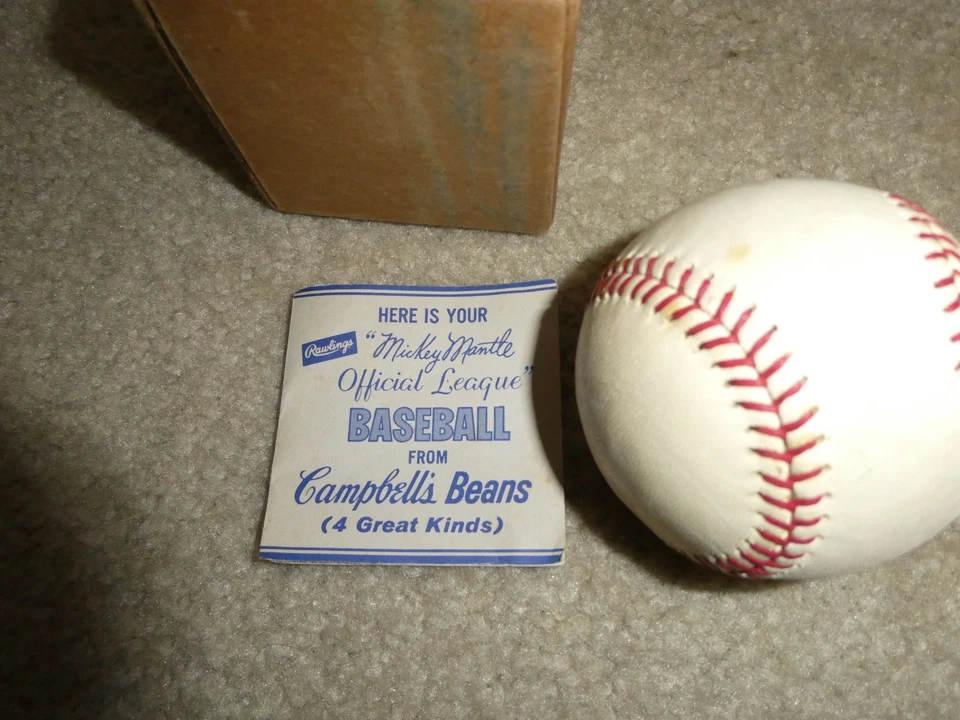 HERE IS YOUR
Rawlings "Mickey Mantle
Official League"
BASEBALL
FROM
Campbell's Beans
(4 Great Kinds)